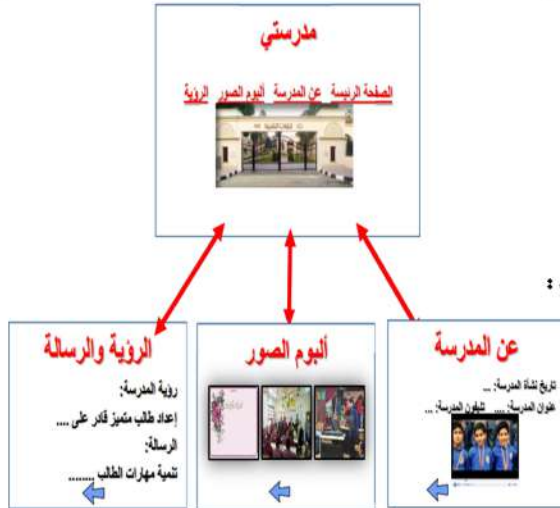 مدرستي
الصفحة الرئيسة عن المدرسة ألبوم الصور الرؤية
عن المدرسة
تاريخ نشأة المدرسة: ...
عنوان المدرسة: .... تليفون المدرسة: ...
ألبوم الصور
الرؤية والرسالة
رؤية المدرسة:
إعداد طالب متميز قادر على ....
الرسالة:
تنمية مهارات الطالب ........